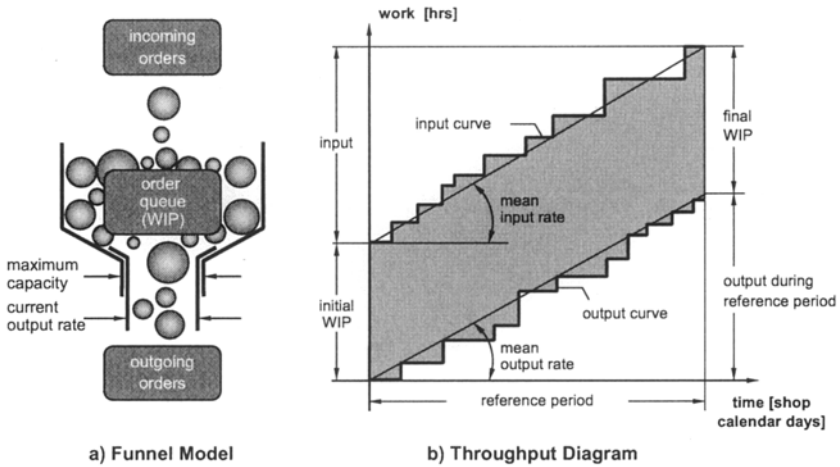 incoming
orders
order
queue
(WIP)
maximum
capacity
current
output rate
outgoing
orders
a) Funnel Model
work [hrs]
input
initial
WIP
input curve
mean
input rate
output curve
mean
output rate
final
WIP
output during
reference period
reference period
time [shop
calendar days]
b) Throughput Diagram